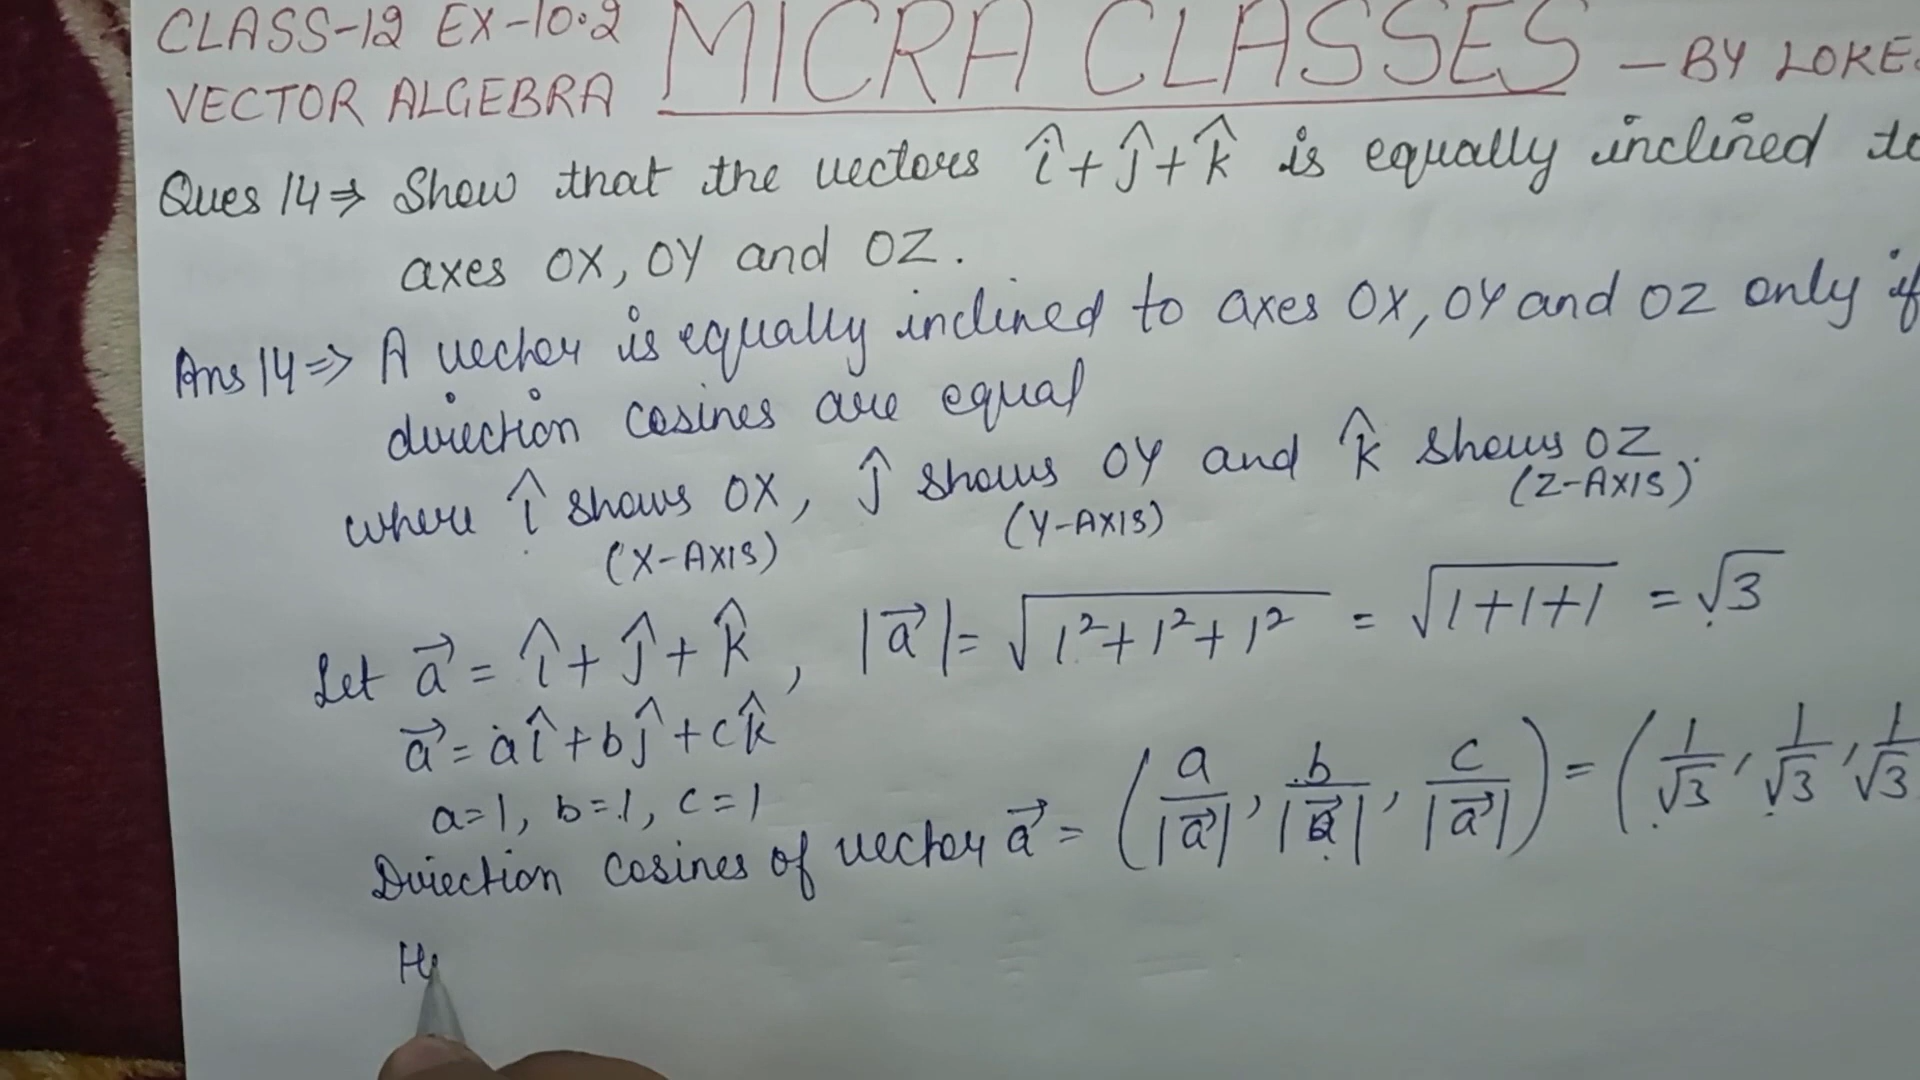 CLASS-12 EX-10.2 MICRA CLASSES - BY LOKE
VECTOR ALGEBRA
Ques 14⇒ Show that the vectors î+ĵ+k̂ is equally inclined to
axes OX, OY and OZ.
Ans 14⇒ A vector is equally inclined to axes OX, OY and OZ only if
direction cosines are equal
where î shows OX, ĵ shows OY and k̂ shows OZ.
(X-AXIS) (Y-AXIS) (Z-AXIS)
Let a⃗ = î+ĵ+k̂, |a⃗|= √(1²+1²+1²) = √(1+1+1) = √3
a⃗ = aî+bĵ+ck̂
a=1, b=1, c=1
Direction cosines of vector a⃗ = (a/|a⃗|, b/|a⃗|, c/|a⃗|) = (1/√3, 1/√3, 1/√3
H